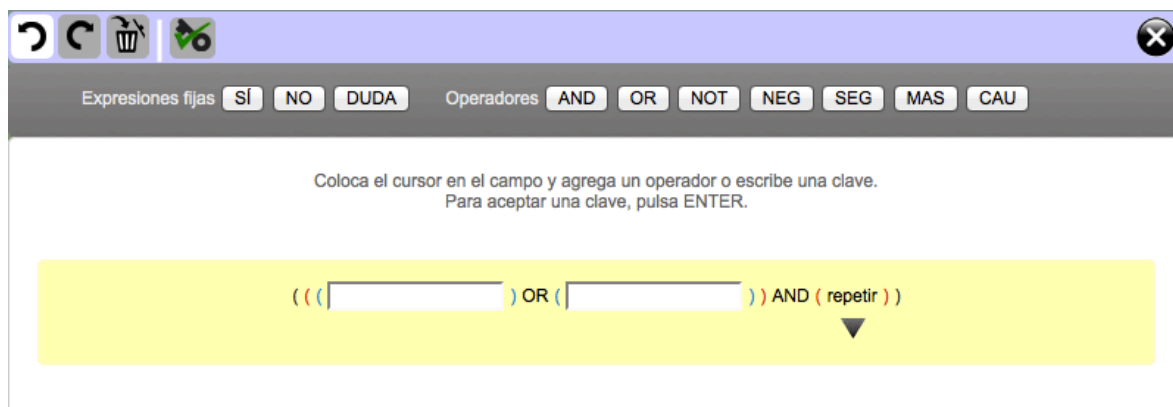 Expresiones fijas SÍ NO DUDA Operadores AND OR NOT NEG SEG MAS CAU
Coloca el cursor en el campo y agrega un operador o escribe una clave.
Para aceptar una clave, pulsa ENTER.
( ( ( ) OR ( ) ) AND ( repetir ) )